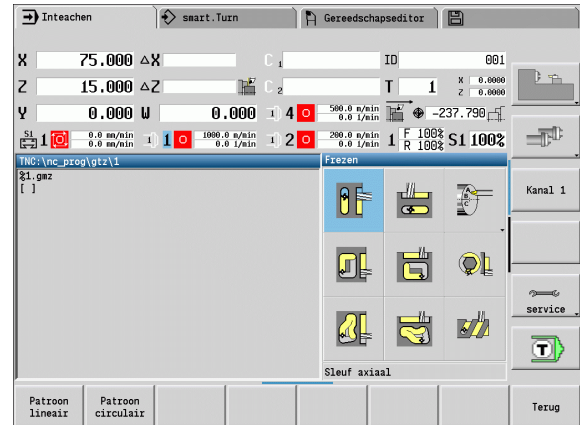 Inteachen smart.Turn Gereedschapseditor
X 75.000 △X C 1 ID 001
Z 15.000 △Z C 2 T 1 X 0.0000 Z 0.0000
Y 0.000 W 0.000 4 500.0 m/min 0.0 1/min -237.790
S1 1 0.0 mm/min 0.0 m/min 1 1000.0 m/min 0.0 1/min 2 200.0 m/min 0.0 1/min 1 F 100% R 100% S1 100%
TNC:\nc_prog\gtz\1 Frezen
%1.gmz
[ ]
Kanal 1
service
T
Sleuf axiaal
Patroon lineair
Patroon circulair
Terug